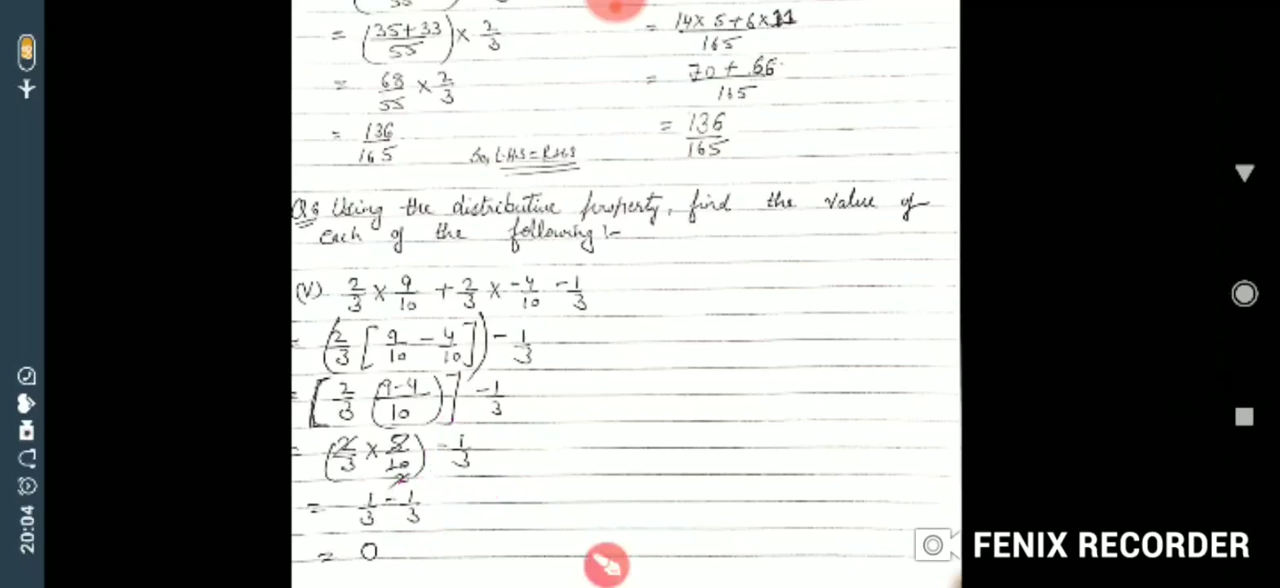 = (35+33/55) × 2/3
= 68/55 × 2/3
= 136/165
So, L.H.S = R.H.S
= 14×5+6×11/165
= 70+66/165
= 136/165
Q6 Using the distributive property, find the value of
each of the following :-
(V) 2/3 × 9/10 + 2/3 × -4/10 - 1/3
= (2/3 [9/10 - 4/10]) - 1/3
= [2/3 (9-4/10)] - 1/3
= (2/3 × 5/10) - 1/3
= 1/3 - 1/3
= 0
20:04
FENIX RECORDER